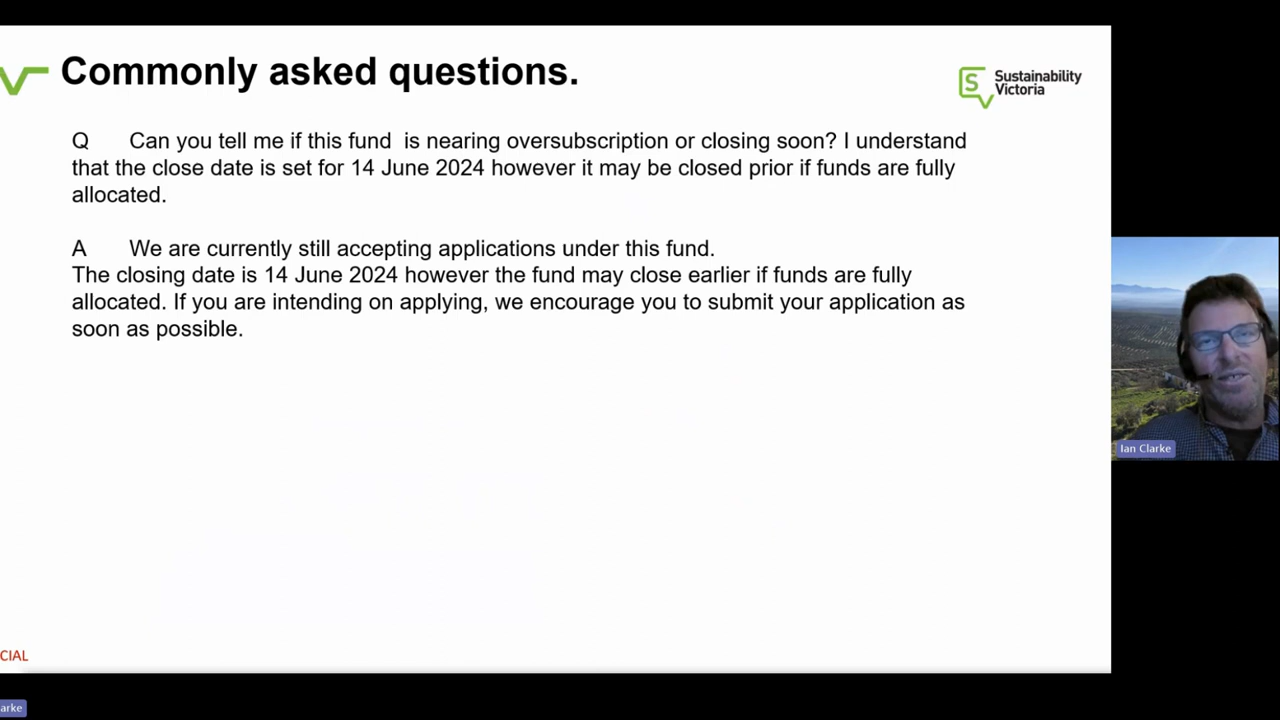 Commonly asked questions.
S Sustainability
Victoria
Q Can you tell me if this fund is nearing oversubscription or closing soon? I understand
that the close date is set for 14 June 2024 however it may be closed prior if funds are fully
allocated.
A We are currently still accepting applications under this fund.
The closing date is 14 June 2024 however the fund may close earlier if funds are fully
allocated. If you are intending on applying, we encourage you to submit your application as
soon as possible.
Ian Clarke
CIAL
arke